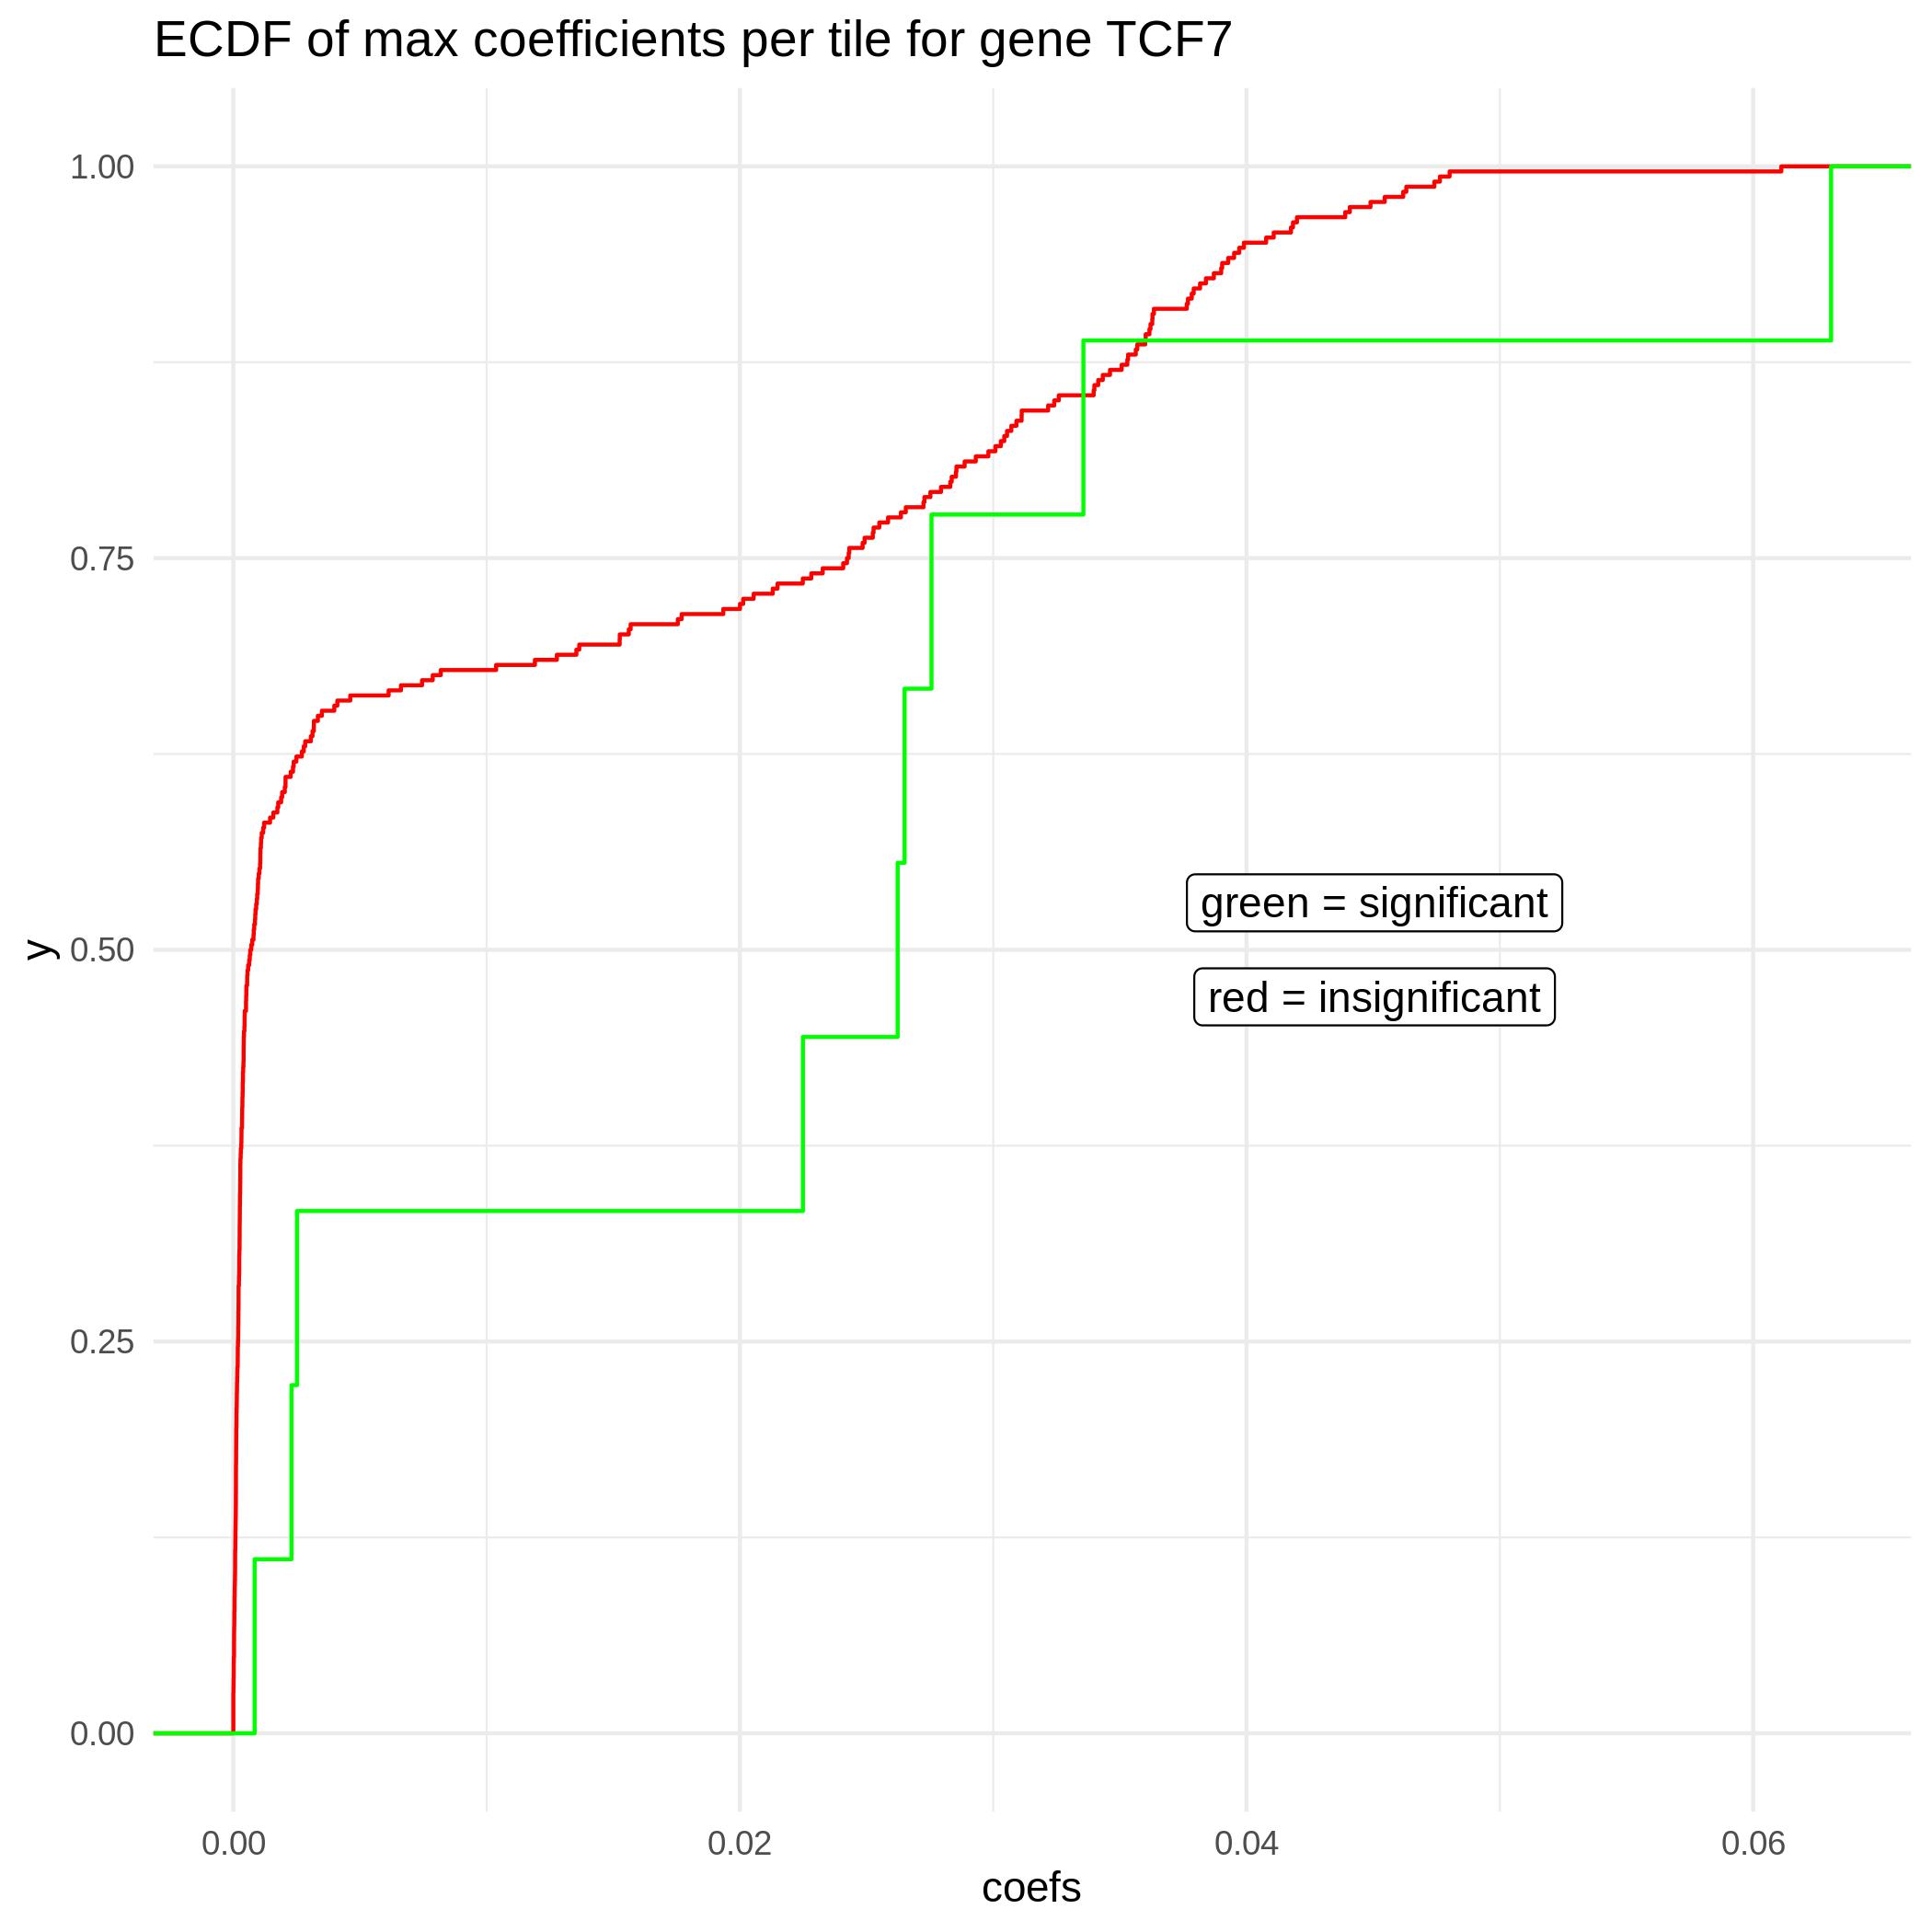 ECDF of max coefficients per tile for gene TCF7
1.00
0.75
0.50
0.25
0.00
y
green = significant
red = insignificant
0.00 0.02 0.04 0.06
coefs